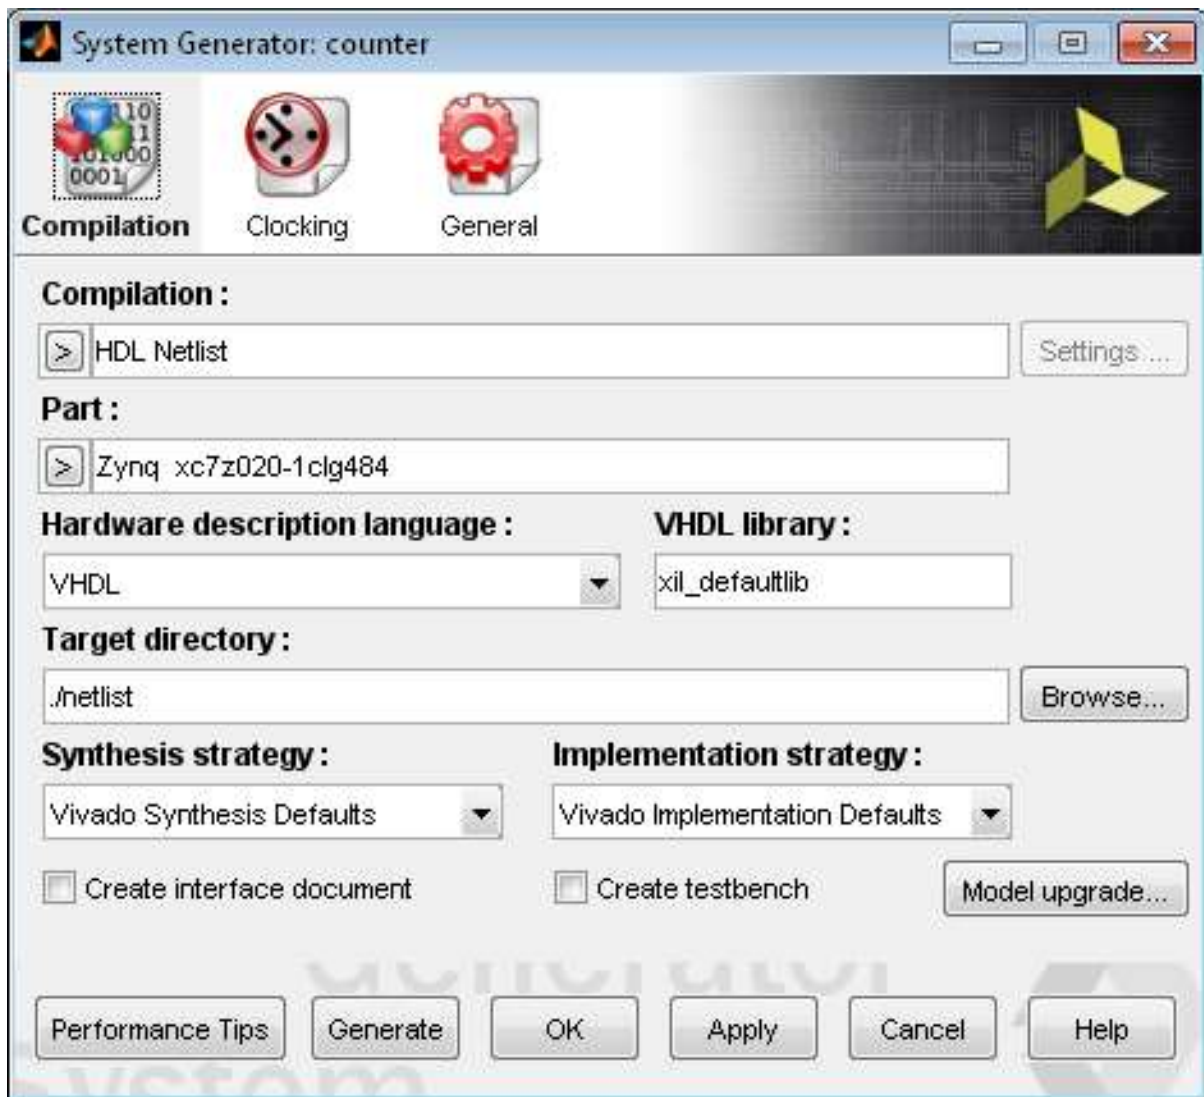 System Generator: counter
Compilation
Clocking
General
Compilation :
> HDL Netlist
Settings ...
Part :
> Zynq xc7z020-1clg484
Hardware description language :
VHDL library :
VHDL
xil_defaultlib
Target directory :
./netlist
Browse...
Synthesis strategy :
Implementation strategy :
Vivado Synthesis Defaults
Vivado Implementation Defaults
Create interface document
Create testbench
Model upgrade...
Generator
Performance Tips
Generate
OK
Apply
Cancel
Help
System